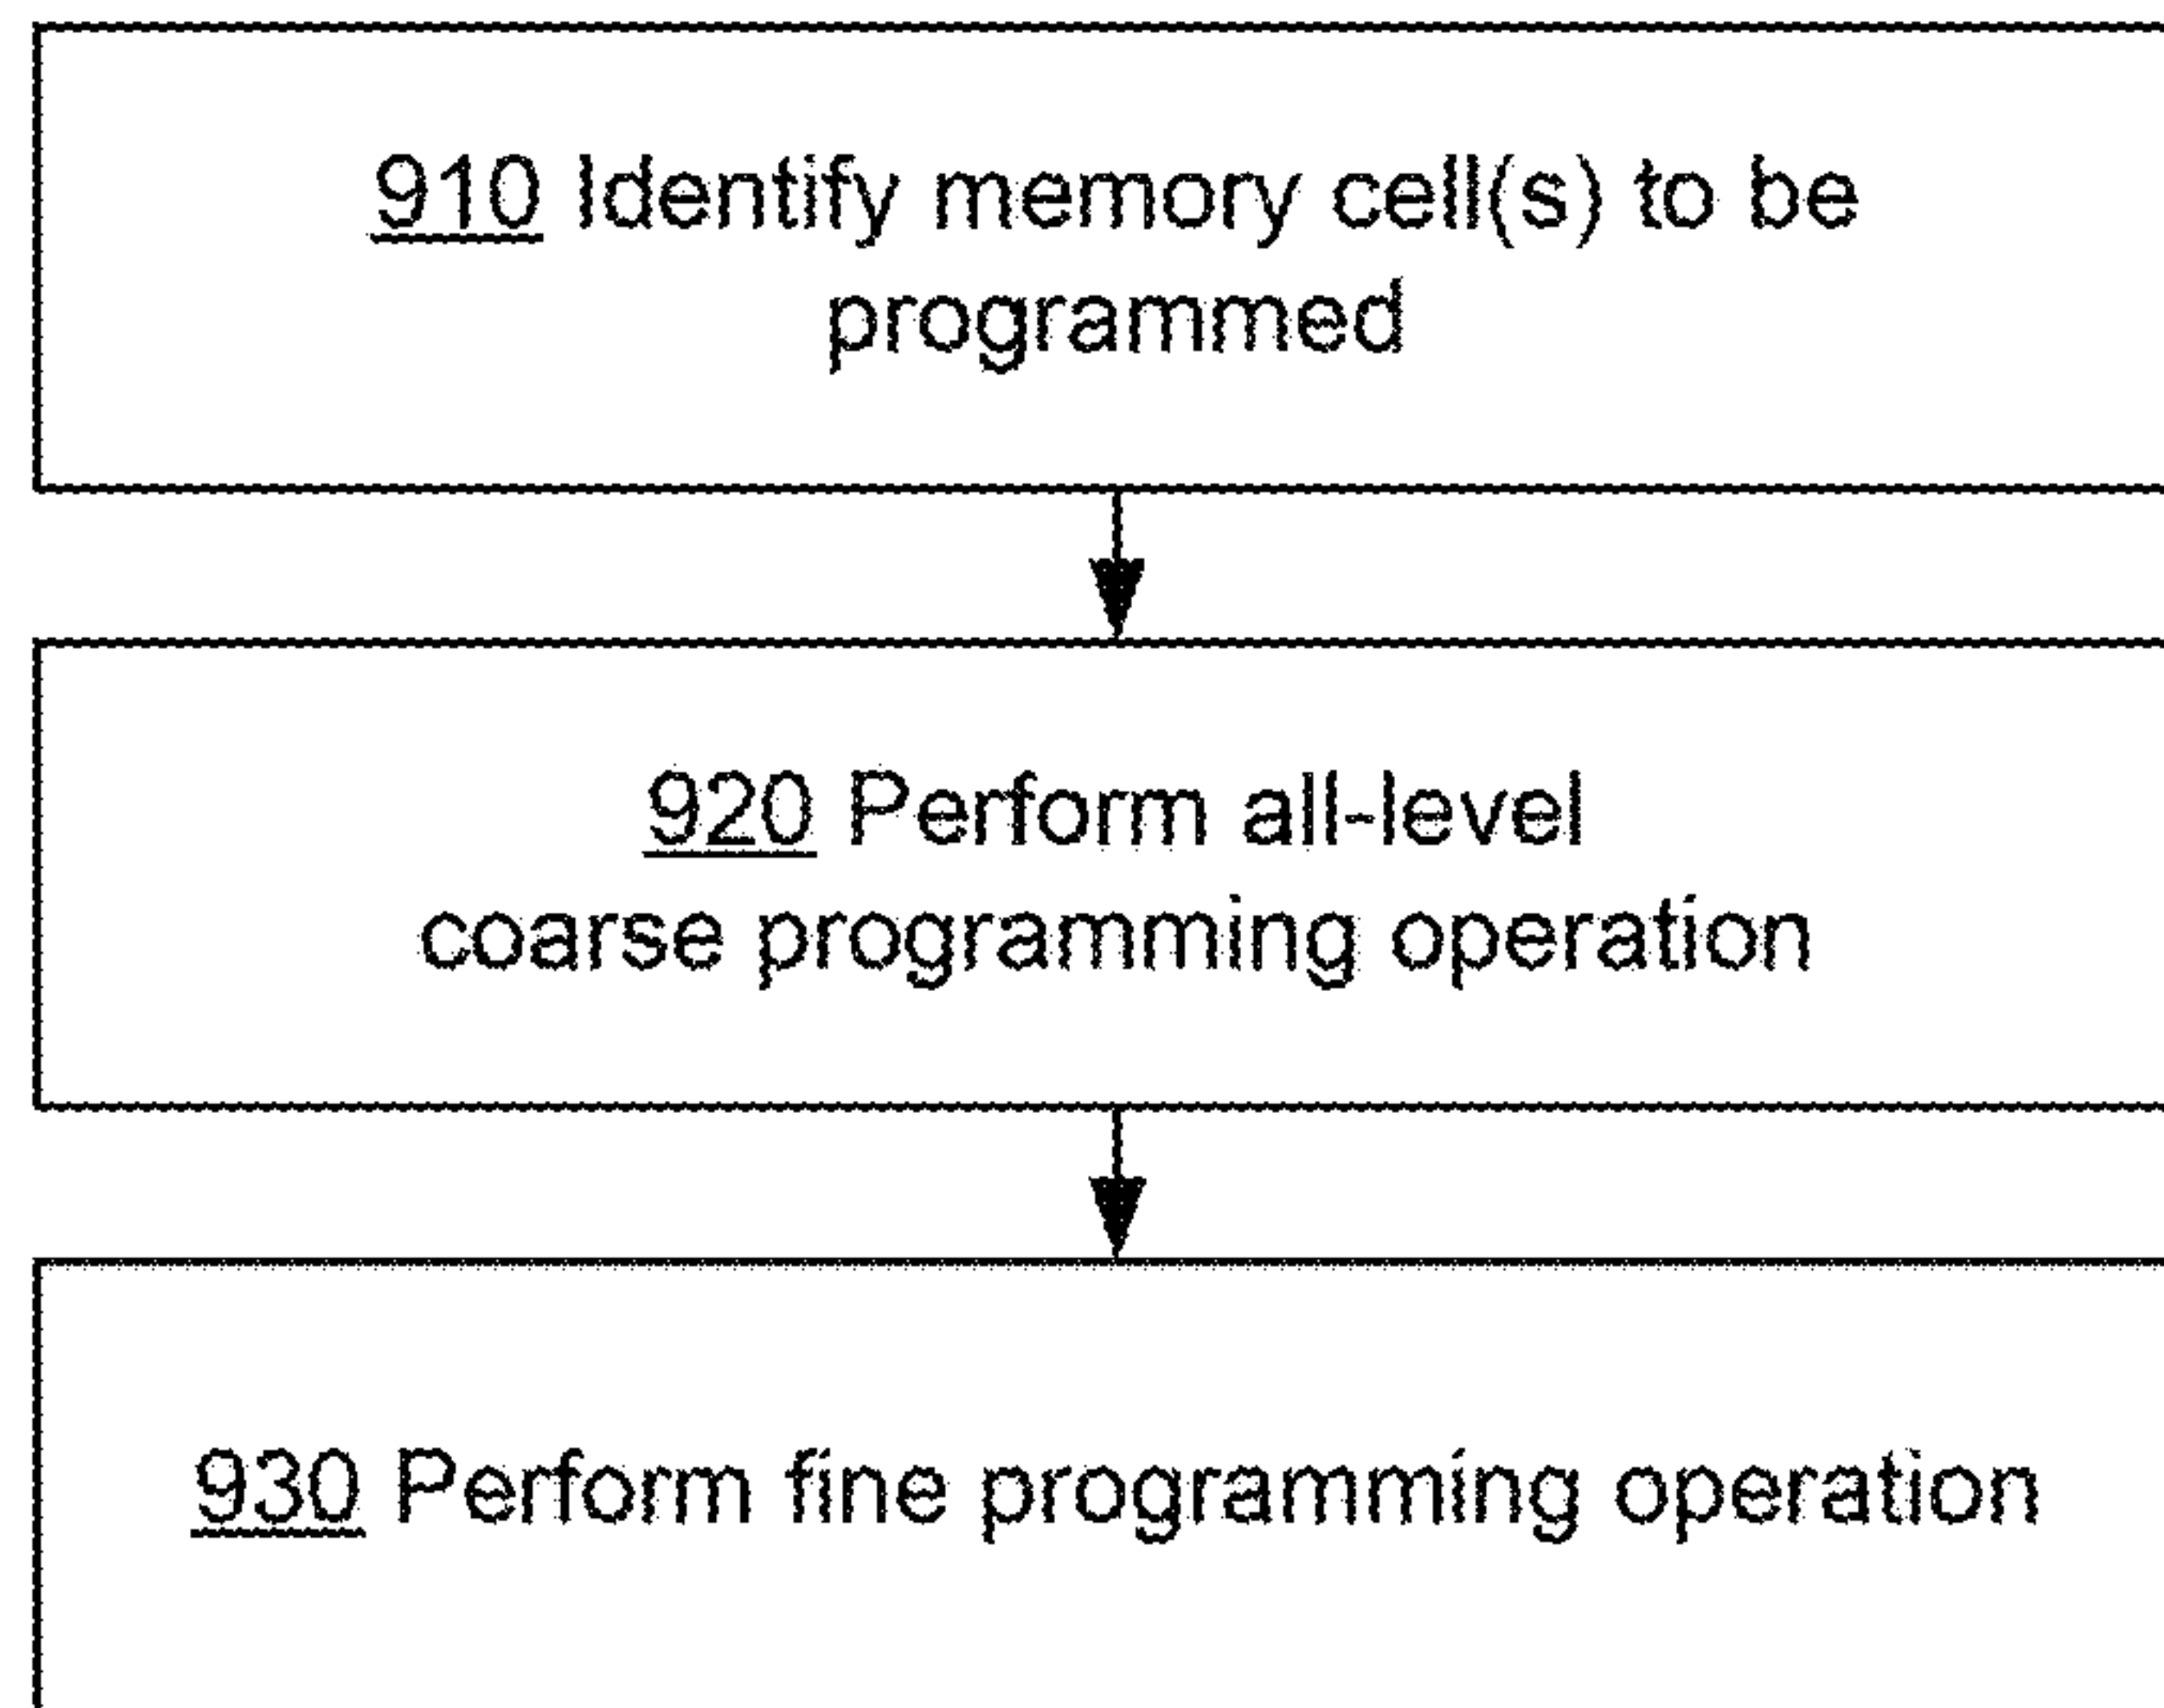 910 Identify memory cell(s) to be
programmed
920 Perform all-level
coarse programming operation
930 Perform fine programming operation